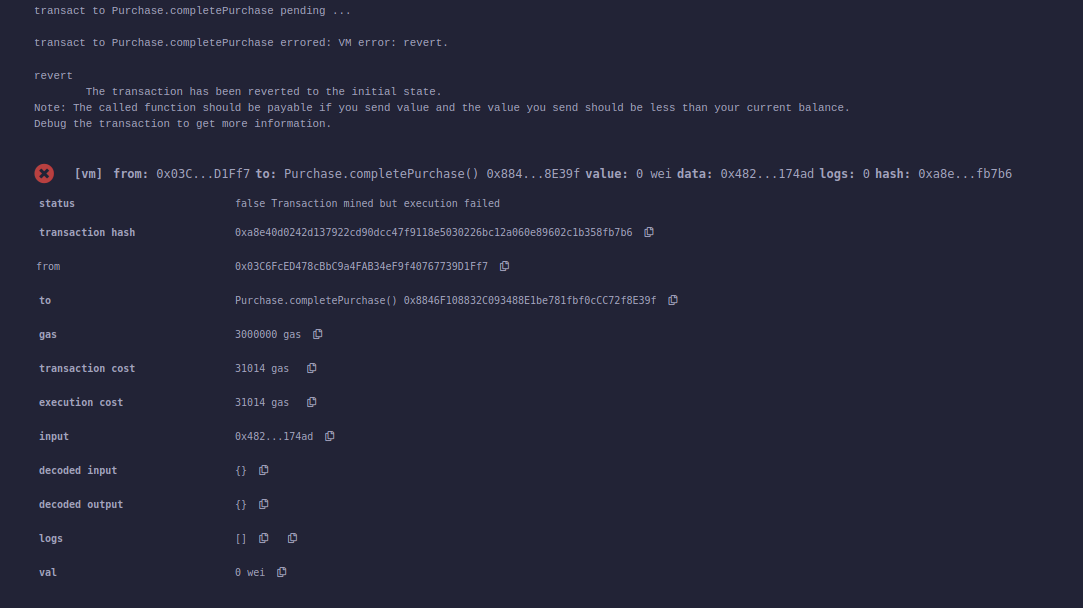 transact to Purchase.completePurchase pending ...
transact to Purchase.completePurchase errored: VM error: revert.
revert
The transaction has been reverted to the initial state.
Note: The called function should be payable if you send value and the value you send should be less than your current balance.
Debug the transaction to get more information.
[vm] from: 0x03C...D1Ff7 to: Purchase.completePurchase() 0x884...8E39f value: 0 wei data: 0x482...174ad logs: 0 hash: 0xa8e...fb7b6
status false Transaction mined but execution failed
transaction hash 0xa8e40d0242d137922cd90dcc47f9118e5030226bc12a060e89602c1b358fb7b6
from 0x03C6FcED478cBbC9a4FAB34eF9f40767739D1Ff7
to Purchase.completePurchase() 0x8846F108832C093488E1be781fbf0cCC72f8E39f
gas 3000000 gas
transaction cost 31014 gas
execution cost 31014 gas
input 0x482...174ad
decoded input {}
decoded output {}
logs []
val 0 wei